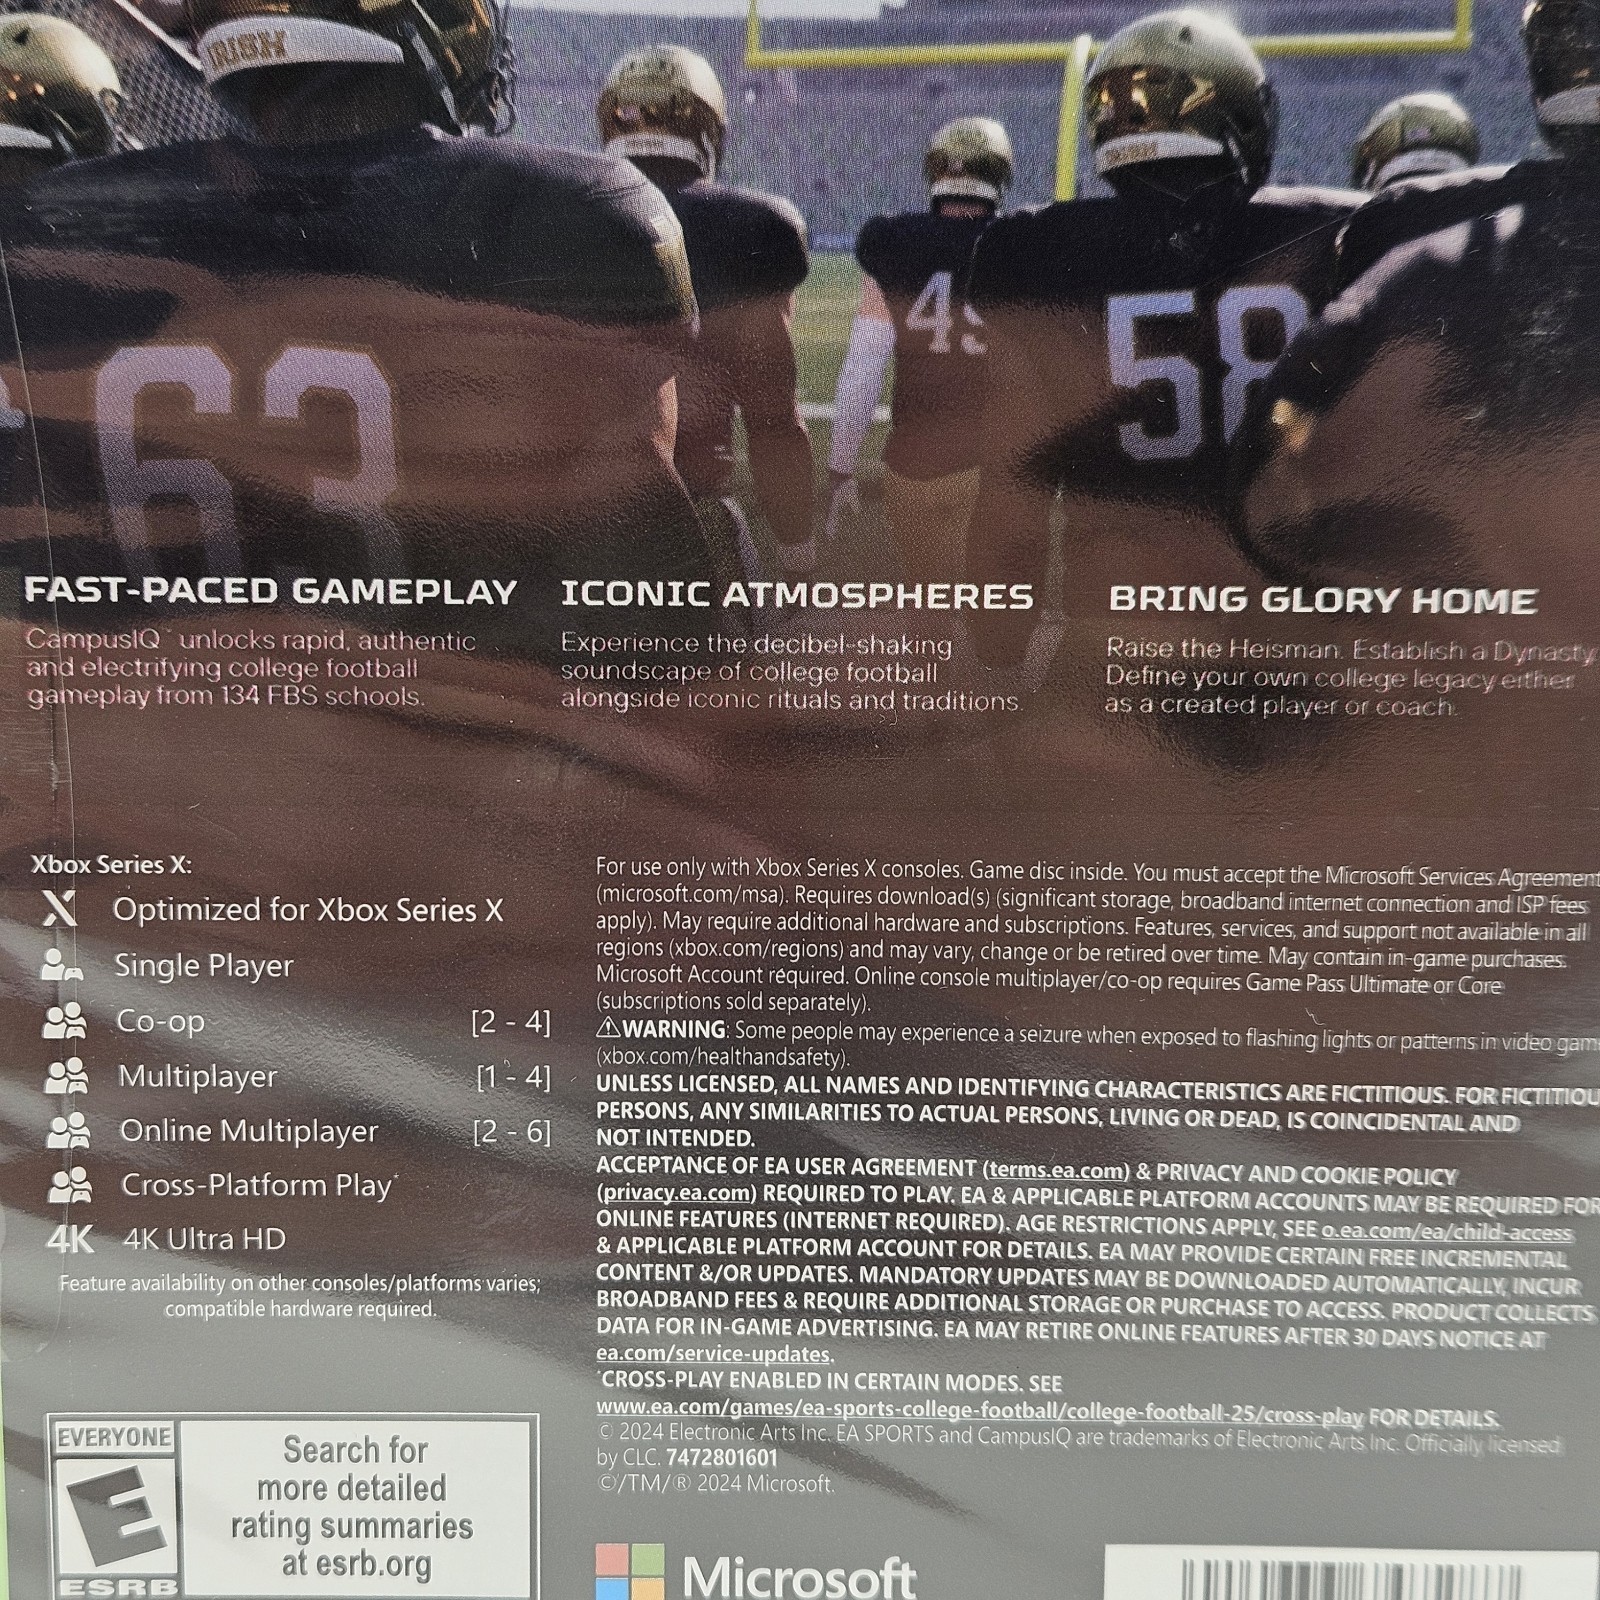 IRISH
IRISH
63
45
58
FAST-PACED GAMEPLAY
CampusIQ™ unlocks rapid, authentic
and electrifying college football
gameplay from 134 FBS schools.
ICONIC ATMOSPHERES
Experience the decibel-shaking
soundscape of college football
alongside iconic rituals and traditions.
BRING GLORY HOME
Raise the Heisman. Establish a Dynasty
Define your own college legacy either
as a created player or coach.
Xbox Series X:
Optimized for Xbox Series X
Single Player
Co-op [2 - 4]
Multiplayer [1 - 4]
Online Multiplayer [2 - 6]
Cross-Platform Play*
4K 4K Ultra HD
Feature availability on other consoles/platforms varies;
compatible hardware required.
For use only with Xbox Series X consoles. Game disc inside. You must accept the Microsoft Services Agreement
(microsoft.com/msa). Requires download(s) (significant storage, broadband internet connection and ISP fees
apply). May require additional hardware and subscriptions. Features, services, and support not available in all
regions (xbox.com/regions) and may vary, change or be retired over time. May contain in-game purchases.
Microsoft Account required. Online console multiplayer/co-op requires Game Pass Ultimate or Core
(subscriptions sold separately).
⚠WARNING: Some people may experience a seizure when exposed to flashing lights or patterns in video gam
(xbox.com/healthandsafety).
UNLESS LICENSED, ALL NAMES AND IDENTIFYING CHARACTERISTICS ARE FICTITIOUS. FOR FICTITIOU
PERSONS, ANY SIMILARITIES TO ACTUAL PERSONS, LIVING OR DEAD, IS COINCIDENTAL AND
NOT INTENDED.
ACCEPTANCE OF EA USER AGREEMENT (terms.ea.com) & PRIVACY AND COOKIE POLICY
(privacy.ea.com) REQUIRED TO PLAY. EA & APPLICABLE PLATFORM ACCOUNTS MAY BE REQUIRED FOR
ONLINE FEATURES (INTERNET REQUIRED). AGE RESTRICTIONS APPLY, SEE o.ea.com/ea/child-access
& APPLICABLE PLATFORM ACCOUNT FOR DETAILS. EA MAY PROVIDE CERTAIN FREE INCREMENTAL
CONTENT &/OR UPDATES. MANDATORY UPDATES MAY BE DOWNLOADED AUTOMATICALLY, INCUR
BROADBAND FEES & REQUIRE ADDITIONAL STORAGE OR PURCHASE TO ACCESS. PRODUCT COLLECTS
DATA FOR IN-GAME ADVERTISING. EA MAY RETIRE ONLINE FEATURES AFTER 30 DAYS NOTICE AT
ea.com/service-updates.
*CROSS-PLAY ENABLED IN CERTAIN MODES. SEE
www.ea.com/games/ea-sports-college-football/college-football-25/cross-play FOR DETAILS.
© 2024 Electronic Arts Inc. EA SPORTS and CampusIQ are trademarks of Electronic Arts Inc. Officially licensed
by CLC. 7472801601
©/TM/® 2024 Microsoft.
EVERYONE
E
ESRB
Search for
more detailed
rating summaries
at esrb.org
Microsoft